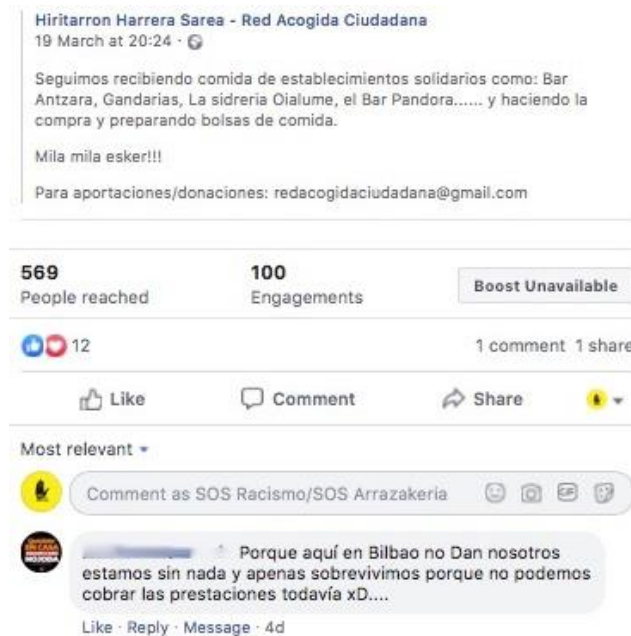 Hiritarron Harrera Sarea - Red Acogida Ciudadana
19 March at 20:24 ·
Seguimos recibiendo comida de establecimientos solidarios como: Bar
Antzara, Gandarias, La sidreria Oialume, el Bar Pandora...... y haciendo la
compra y preparando bolsas de comida.
Mila mila esker!!!
Para aportaciones/donaciones: redacogidaciudadana@gmail.com
569 100 Boost Unavailable
People reached Engagements
12 1 comment 1 share
Like Comment Share
Most relevant
Comment as SOS Racismo/SOS Arrazakeria GIF
Porque aquí en Bilbao no Dan nosotros
estamos sin nada y apenas sobrevivimos porque no podemos
cobrar las prestaciones todavía xD....
Like · Reply · Message · 4d